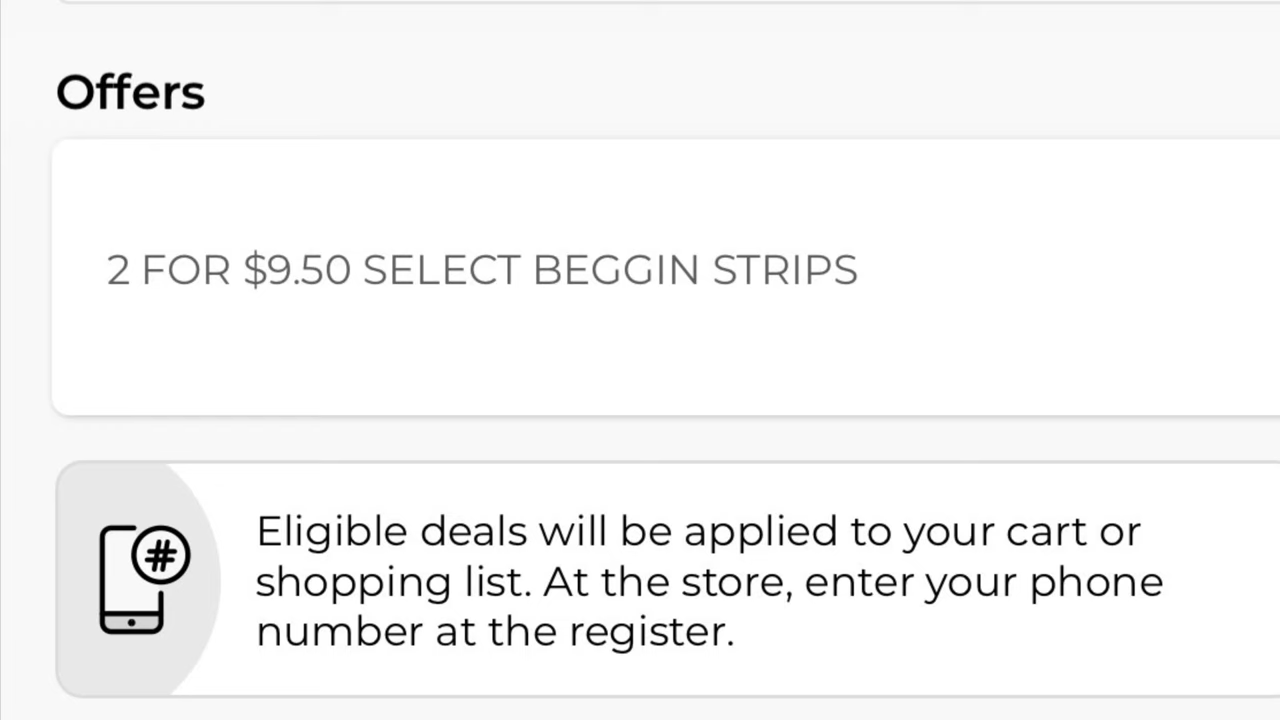 Offers
2 FOR $9.50 SELECT BEGGIN STRIPS
#
Eligible deals will be applied to your cart or
shopping list. At the store, enter your phone
number at the register.